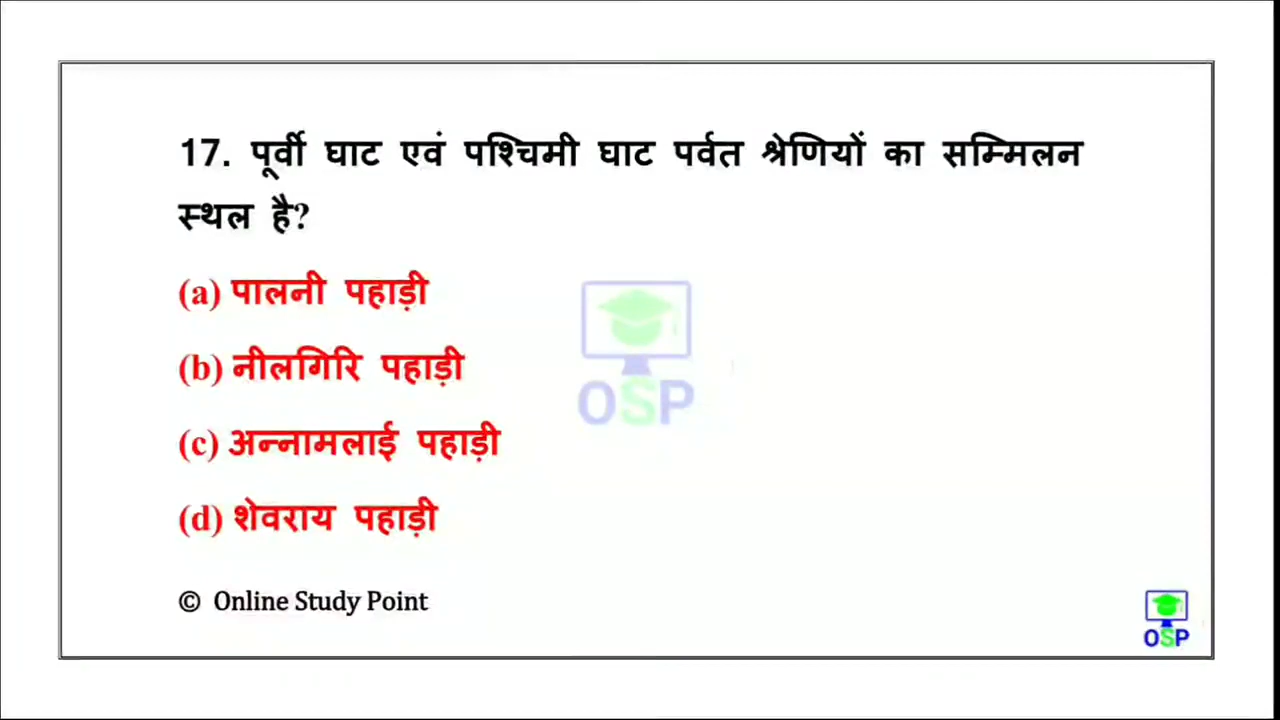 17. पूर्वी घाट एवं पश्चिमी घाट पर्वत श्रेणियों का सम्मिलन
स्थल है?
(a) पालनी पहाड़ी
(b) नीलगिरि पहाड़ी
(c) अन्नामलाई पहाड़ी
(d) शेवराय पहाड़ी
OSP
© Online Study Point
OSP